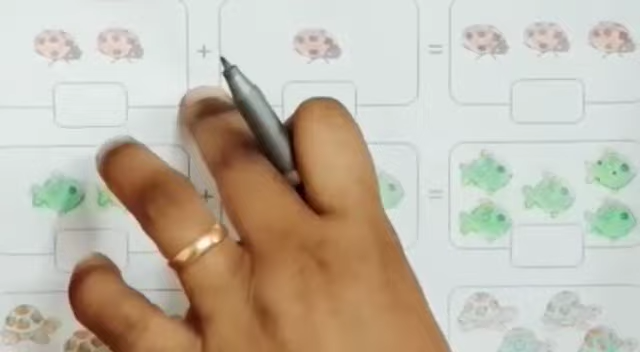 + =
+ =